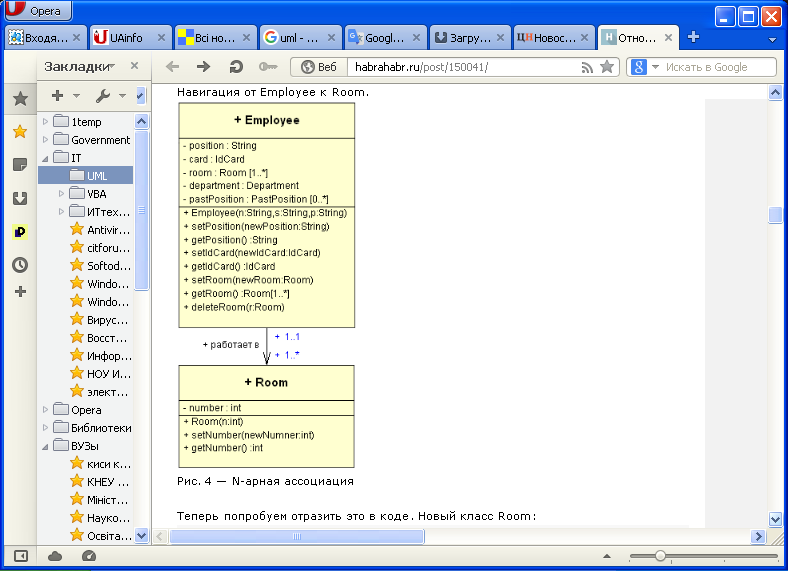 Opera
Входя...
UAinfo
Всі но...
uml - ...
Googl...
Загру...
ЦН Новос...
Отно...
Закладки
Веб
habrahabr.ru/post/150041/
Искать в Google
1temp
Government
IT
UML
VBA
ИТтех...
Antivir...
citforu...
Softod...
Windo...
Windo...
Вирус...
Восст...
Инфор...
НОУ И...
элект...
Opera
Библиотеки
ВУЗы
киси к...
КНЕУ ...
Мініст...
Науко...
Освіта...
Навигация от Employee к Room.
+ Employee
- position : String
- card : IdCard
- room : Room [1..*]
- department : Department
- pastPosition : PastPosition [0..*]
+ Employee(n:String,s:String,p:String)
+ setPosition(newPosition:String)
+ getPosition() :String
+ setIdCard(newIdCard:IdCard)
+ getIdCard() :IdCard
+ setRoom(newRoom:Room)
+ getRoom() :Room[1..*]
+ deleteRoom(r:Room)
+ 1..1
+ работает в
+ 1..*
+ Room
- number : int
+ Room(n:int)
+ setNumber(newNumner:int)
+ getNumber() :int
Рис. 4 — N-арная ассоциация
Теперь попробуем отразить это в коде. Новый класс Room: